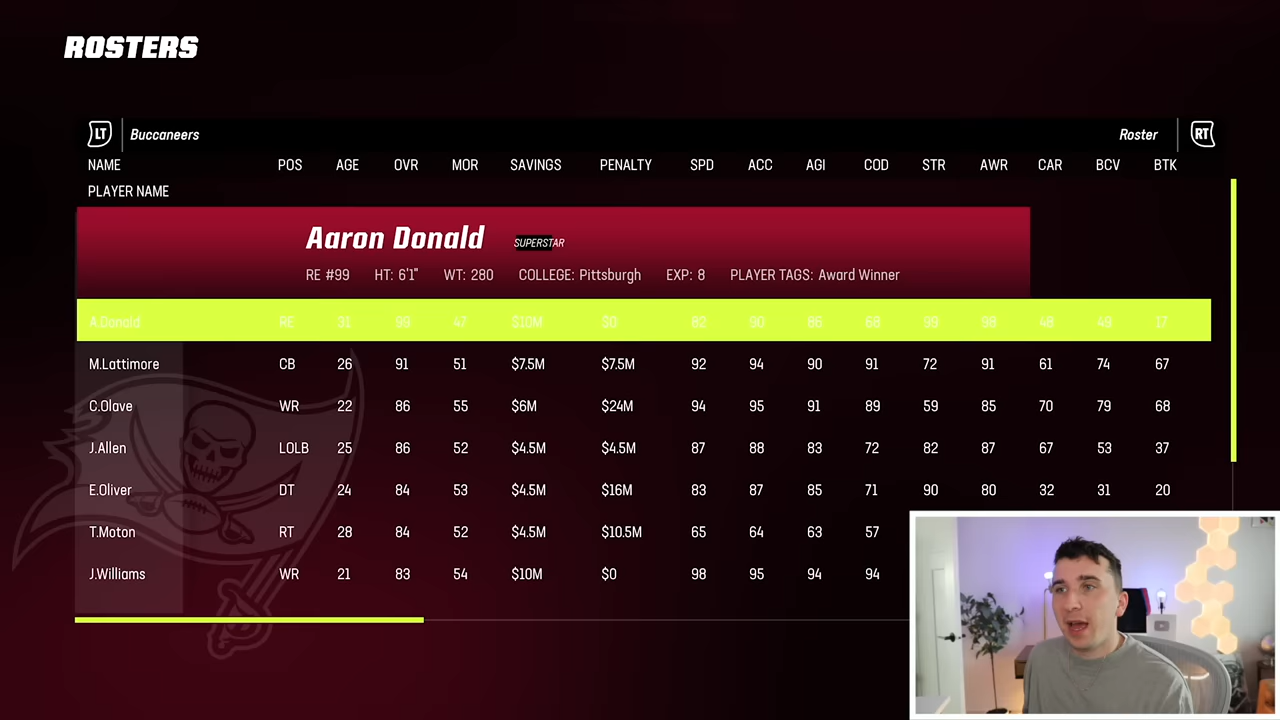 ROSTERS
LT Buccaneers Roster RT
NAME POS AGE OVR MOR SAVINGS PENALTY SPD ACC AGI COD STR AWR CAR BCV BTK
PLAYER NAME
Aaron Donald SUPERSTAR
RE #99 HT: 6'1" WT: 280 COLLEGE: Pittsburgh EXP: 8 PLAYER TAGS: Award Winner
A.Donald RE 31 99 47 $10M $0 82 90 86 68 99 98 48 49 17
M.Lattimore CB 26 91 51 $7.5M $7.5M 92 94 90 91 72 91 61 74 67
C.Olave WR 22 86 55 $6M $24M 94 95 91 89 59 85 70 79 68
J.Allen LOLB 25 86 52 $4.5M $4.5M 87 88 83 72 82 87 67 53 37
E.Oliver DT 24 84 53 $4.5M $16M 83 87 85 71 90 80 32 31 20
T.Moton RT 28 84 52 $4.5M $10.5M 65 64 63 57
J.Williams WR 21 83 54 $10M $0 98 95 94 94